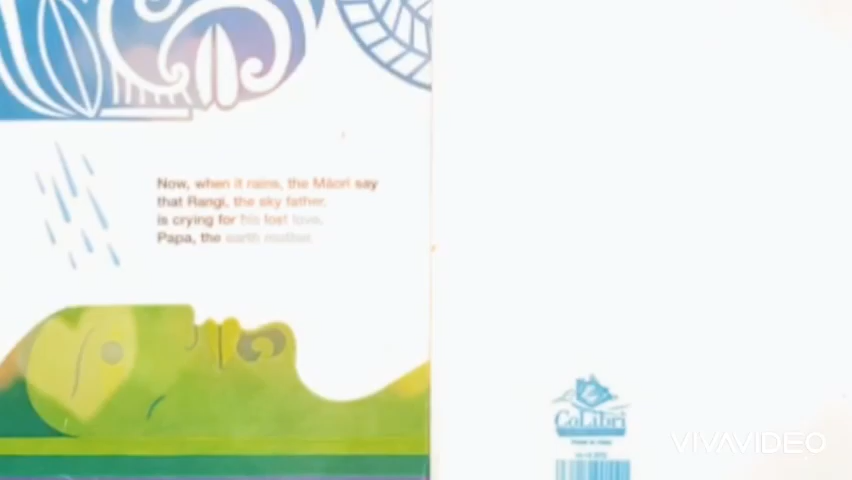 Now, when it rains, the Māori say
that Rangi, the sky father,
is crying for his lost love,
Papa, the earth mother.
CoLibri
VIVAVIDEO